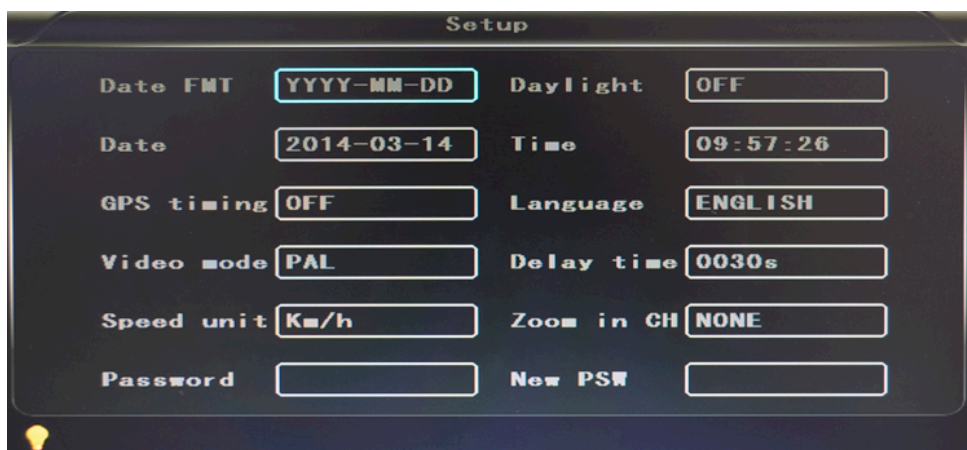 Setup
Date FMT YYYY-MM-DD Daylight OFF
Date 2014-03-14 Time 09:57:26
GPS timing OFF Language ENGLISH
Video mode PAL Delay time 0030s
Speed unit Km/h Zoom in CH NONE
Password New PSW